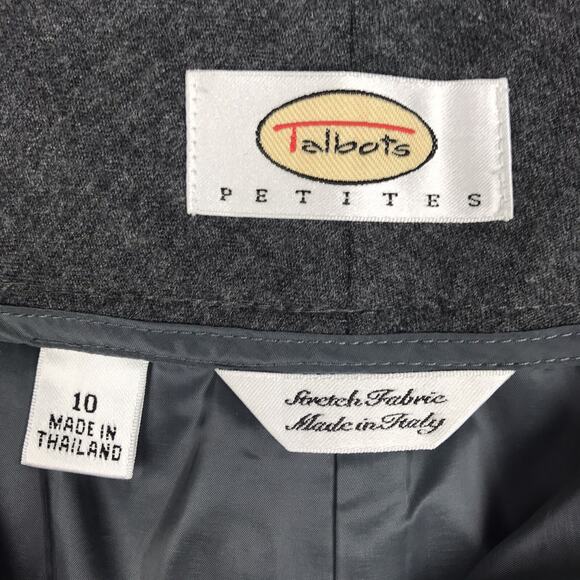 Talbots
PETITES
10
MADE IN
THAILAND
Stretch Fabric
Made in Italy